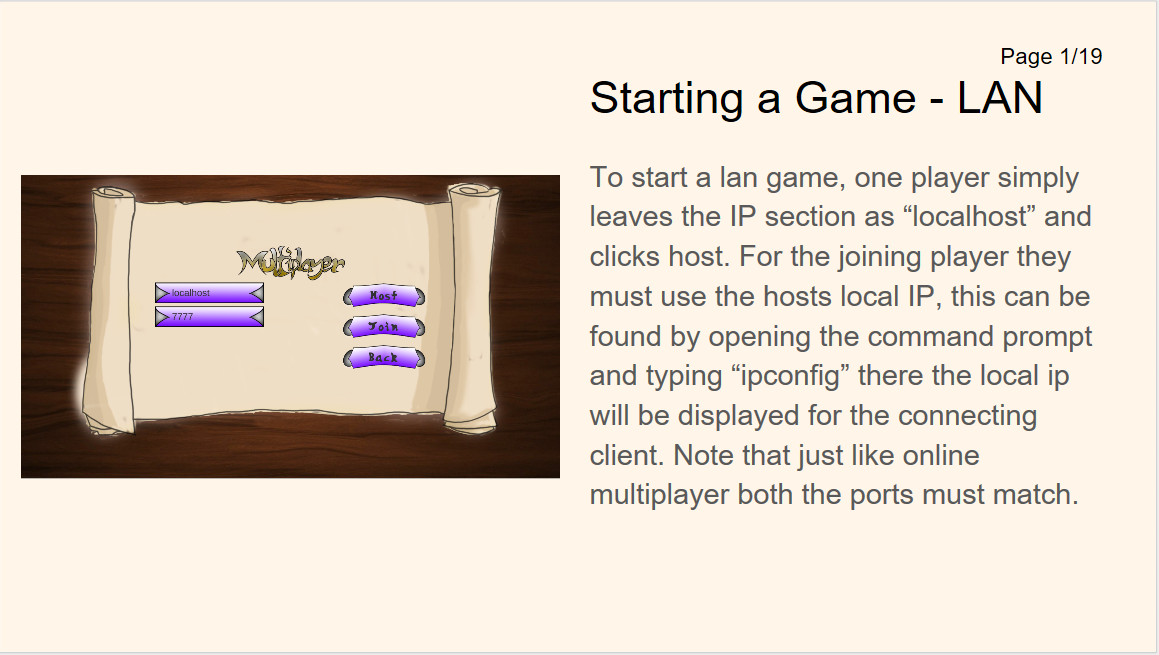 Page 1/19
Starting a Game - LAN
To start a lan game, one player simply
leaves the IP section as “localhost” and
clicks host. For the joining player they
must use the hosts local IP, this can be
found by opening the command prompt
and typing “ipconfig” there the local ip
will be displayed for the connecting
client. Note that just like online
multiplayer both the ports must match.
Multiplayer
localhost
7777
Host
Join
Back